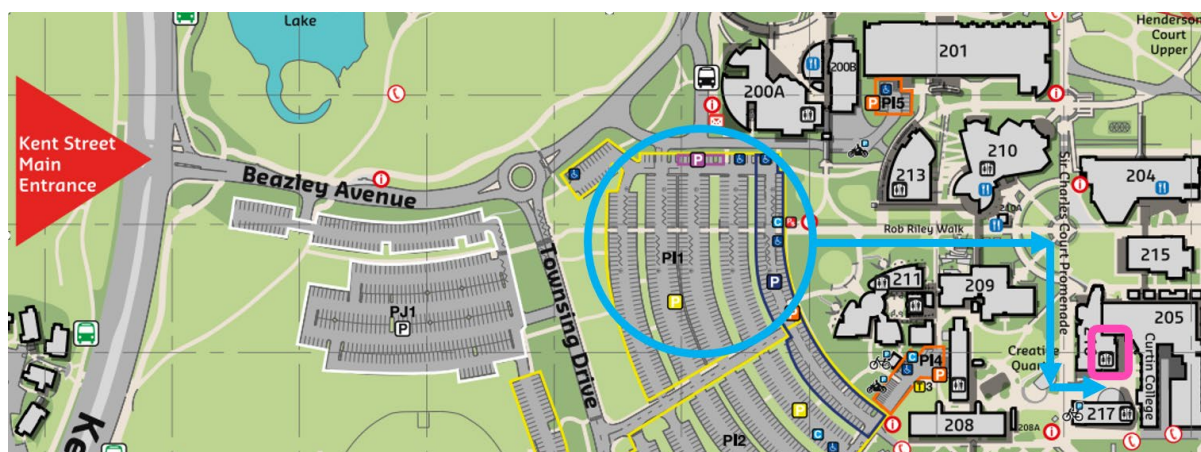 Lake
Henderson
Court
Upper
201
200B
200A
P
PI5
Kent Street
Main
Entrance
P
210
213
204
Beazley Avenue
210A
C
Rob Riley Walk
Sir Charles Court Promenade
215
PI1
P
P
211
209
Townsing Drive
PJ1
P
205
P
Creative
PI4
C
P
T3
Curtin College
217
208
208A
P
PI2
C
Ke